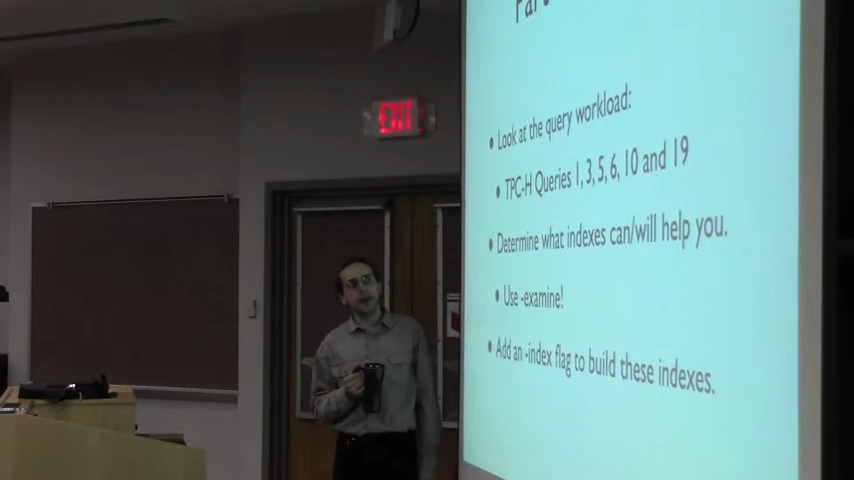 EXIT
• Look at the query workload:
• TPC-H Queries 1, 3, 5, 6, 10 and 19
• Determine what indexes can/will help you.
• Use -examine!
• Add an -index flag to build these indexes.